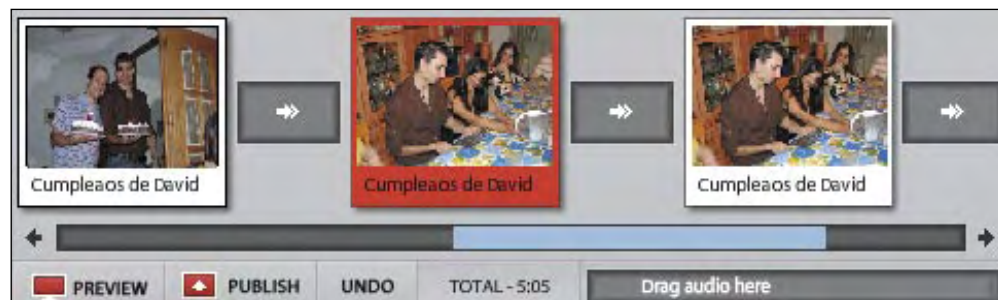 Cumpleaos de David
Cumpleaos de David
Cumpleaos de David
PREVIEW
PUBLISH
UNDO
TOTAL - 5:05
Drag audio here